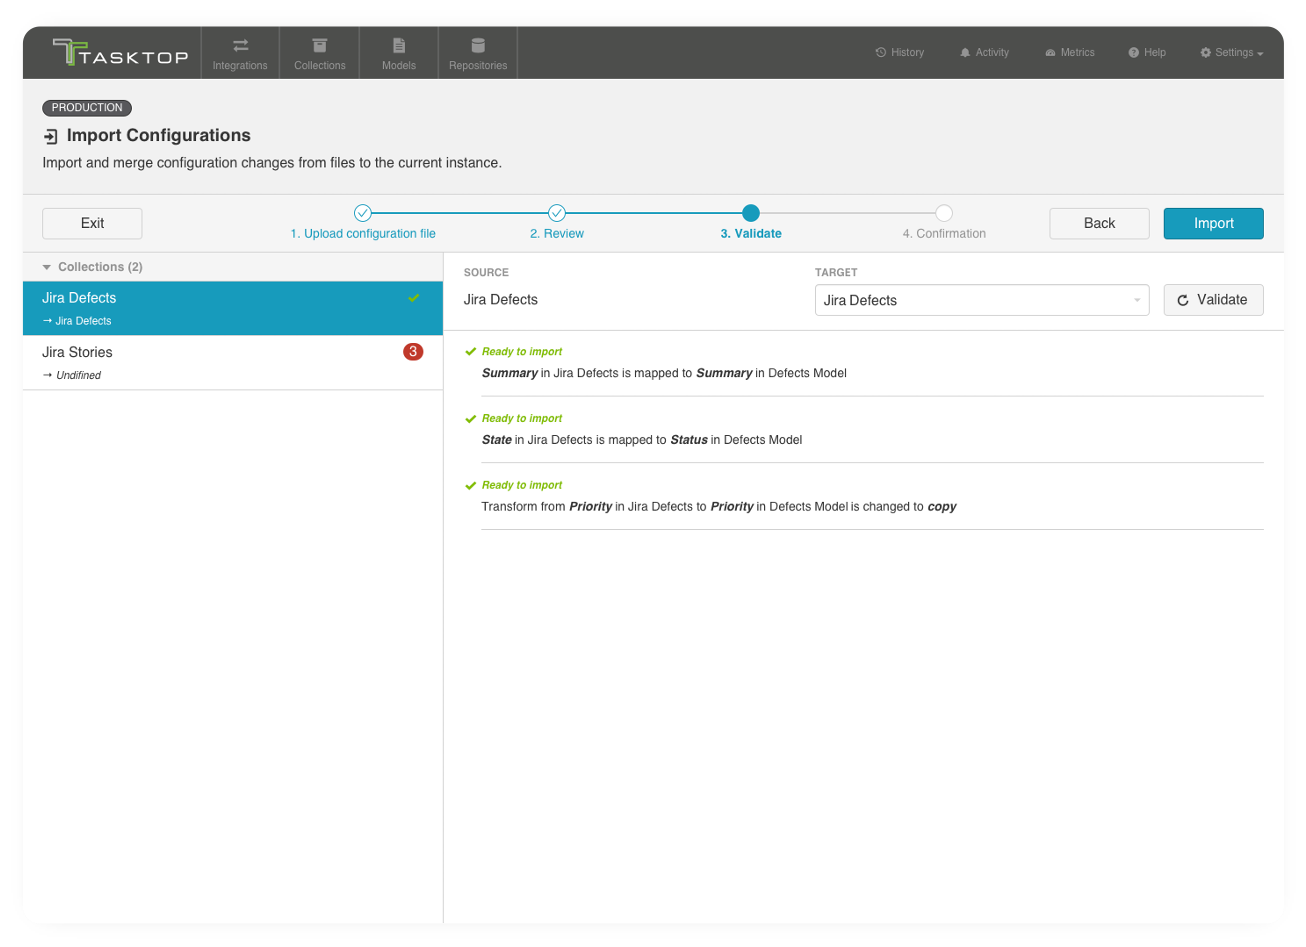 TASKTOP
Integrations
Collections
Models
Repositories
History
Activity
Metrics
Help
Settings
PRODUCTION
Import Configurations
Import and merge configuration changes from files to the current instance.
Exit
1. Upload configuration file
2. Review
3. Validate
4. Confirmation
Back
Import
Collections (2)
Jira Defects
→ Jira Defects
Jira Stories
3
→ Undifined
SOURCE
Jira Defects
TARGET
Jira Defects
Validate
Ready to import
Summary in Jira Defects is mapped to Summary in Defects Model
Ready to import
State in Jira Defects is mapped to Status in Defects Model
Ready to import
Transform from Priority in Jira Defects to Priority in Defects Model is changed to copy